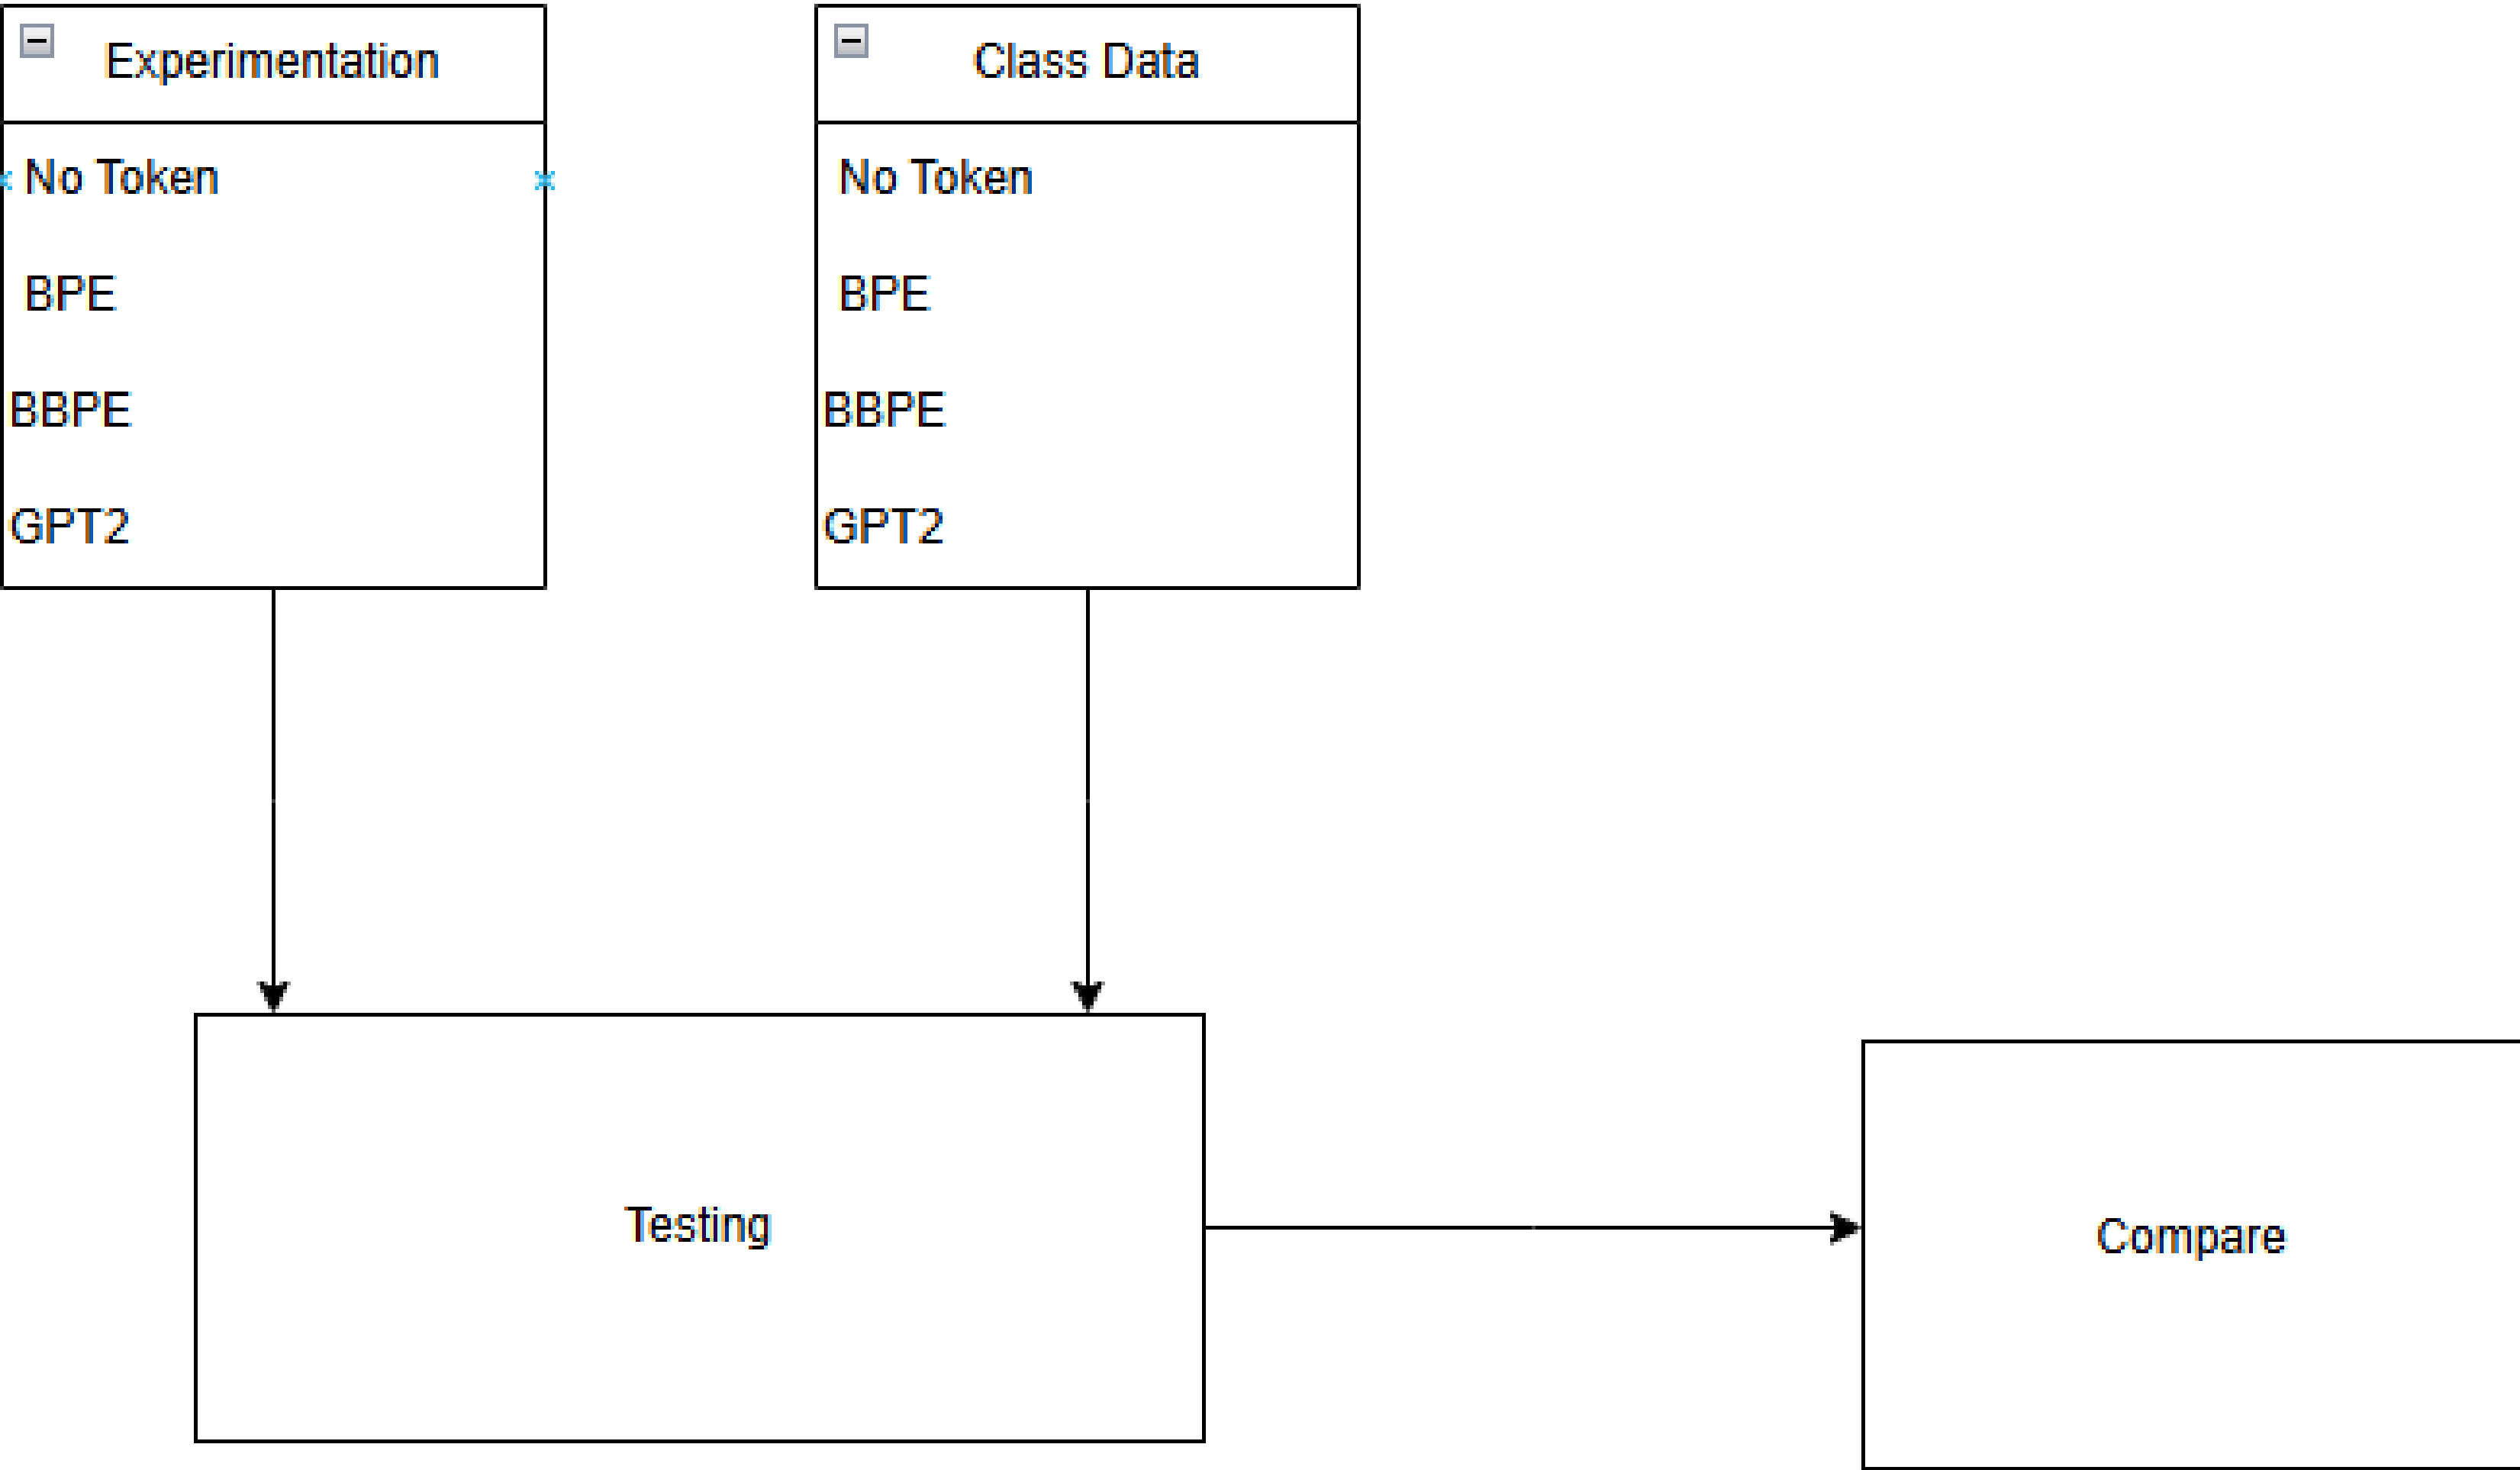 Experimentation
No Token
BPE
BBPE
GPT2
Class Data
No Token
BPE
BBPE
GPT2
Testing
Compare